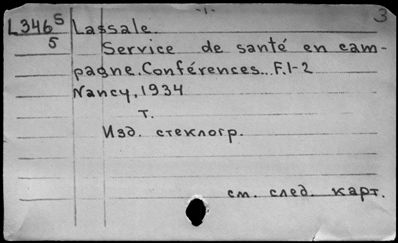 -1-
3
L346 S Lassale.
5 Service de santé en cam-
pagne. Conférences... F.1-2
Nancy, 1934
т.
Изд. стеклогр.
см. след. карт.